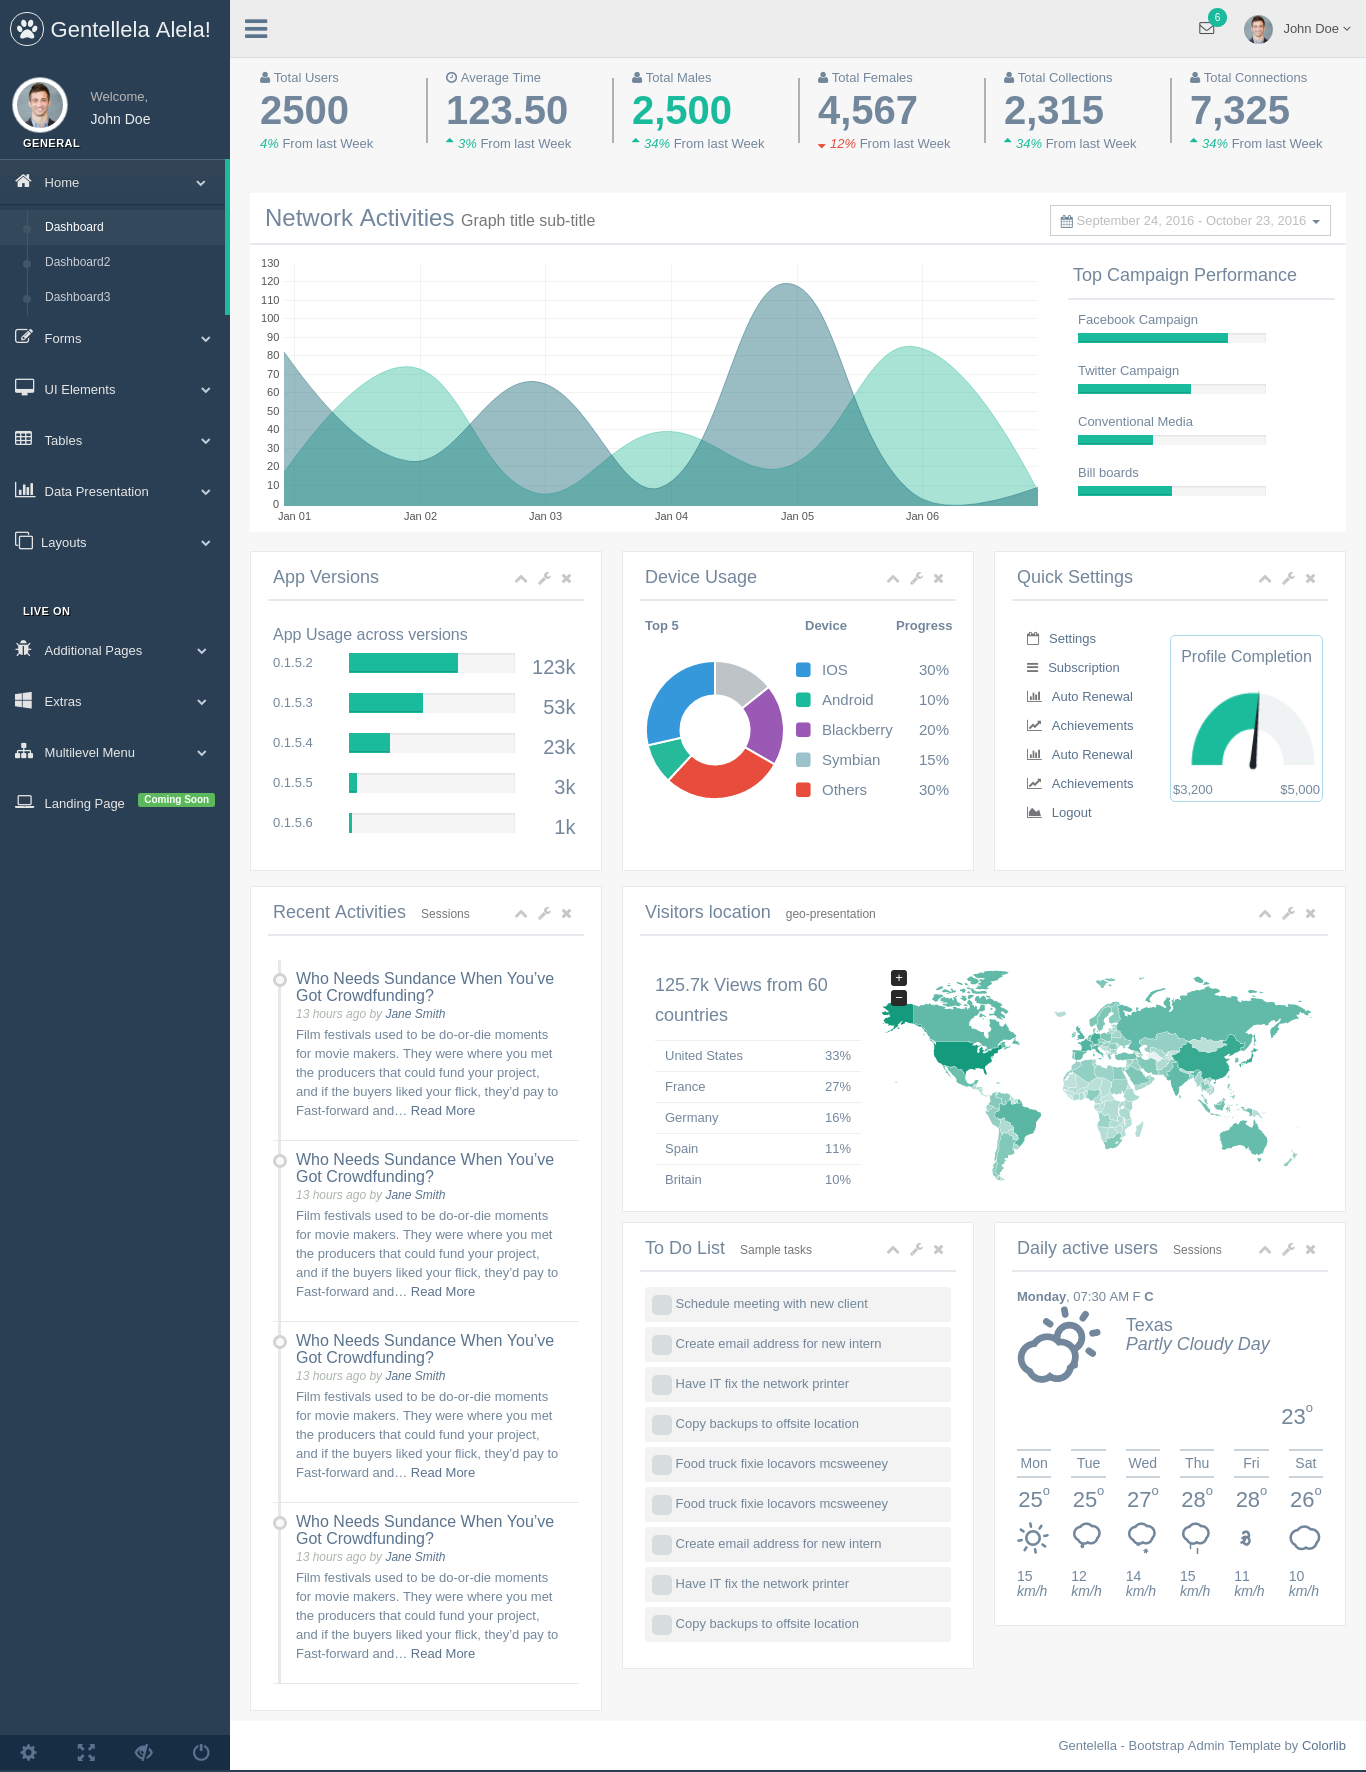 Gentellela Alela!
Welcome,
John Doe
GENERAL
Home
Dashboard
Dashboard2
Dashboard3
Forms
UI Elements
Tables
Data Presentation
Layouts
LIVE ON
Additional Pages
Extras
Multilevel Menu
Landing Page Coming Soon
6
John Doe
Total Users
2500
4% From last Week
Average Time
123.50
3% From last Week
Total Males
2,500
34% From last Week
Total Females
4,567
12% From last Week
Total Collections
2,315
34% From last Week
Total Connections
7,325
34% From last Week
Network Activities Graph title sub-title
September 24, 2016 - October 23, 2016
130
120
110
100
90
80
70
60
50
40
30
20
10
0
Jan 01 Jan 02 Jan 03 Jan 04 Jan 05 Jan 06
Top Campaign Performance
Facebook Campaign
Twitter Campaign
Conventional Media
Bill boards
App Versions
App Usage across versions
0.1.5.2 123k
0.1.5.3 53k
0.1.5.4 23k
0.1.5.5 3k
0.1.5.6 1k
Device Usage
Top 5 Device Progress
IOS 30%
Android 10%
Blackberry 20%
Symbian 15%
Others 30%
Quick Settings
Settings
Subscription
Auto Renewal
Achievements
Auto Renewal
Achievements
Logout
Profile Completion
$3,200 $5,000
Recent Activities Sessions
Who Needs Sundance When You’ve
Got Crowdfunding?
13 hours ago by Jane Smith
Film festivals used to be do-or-die moments
for movie makers. They were where you met
the producers that could fund your project,
and if the buyers liked your flick, they’d pay to
Fast-forward and… Read More
Who Needs Sundance When You’ve
Got Crowdfunding?
13 hours ago by Jane Smith
Film festivals used to be do-or-die moments
for movie makers. They were where you met
the producers that could fund your project,
and if the buyers liked your flick, they’d pay to
Fast-forward and… Read More
Who Needs Sundance When You’ve
Got Crowdfunding?
13 hours ago by Jane Smith
Film festivals used to be do-or-die moments
for movie makers. They were where you met
the producers that could fund your project,
and if the buyers liked your flick, they’d pay to
Fast-forward and… Read More
Who Needs Sundance When You’ve
Got Crowdfunding?
13 hours ago by Jane Smith
Film festivals used to be do-or-die moments
for movie makers. They were where you met
the producers that could fund your project,
and if the buyers liked your flick, they’d pay to
Fast-forward and… Read More
Visitors location geo-presentation
125.7k Views from 60
countries
United States 33%
France 27%
Germany 16%
Spain 11%
Britain 10%
+
−
To Do List Sample tasks
Schedule meeting with new client
Create email address for new intern
Have IT fix the network printer
Copy backups to offsite location
Food truck fixie locavors mcsweeney
Food truck fixie locavors mcsweeney
Create email address for new intern
Have IT fix the network printer
Copy backups to offsite location
Daily active users Sessions
Monday, 07:30 AM F C
Texas
Partly Cloudy Day
23o
Mon Tue Wed Thu Fri Sat
25o 25o 27o 28o 28o 26o
15 12 14 15 11 10
km/h km/h km/h km/h km/h km/h
Gentelella - Bootstrap Admin Template by Colorlib